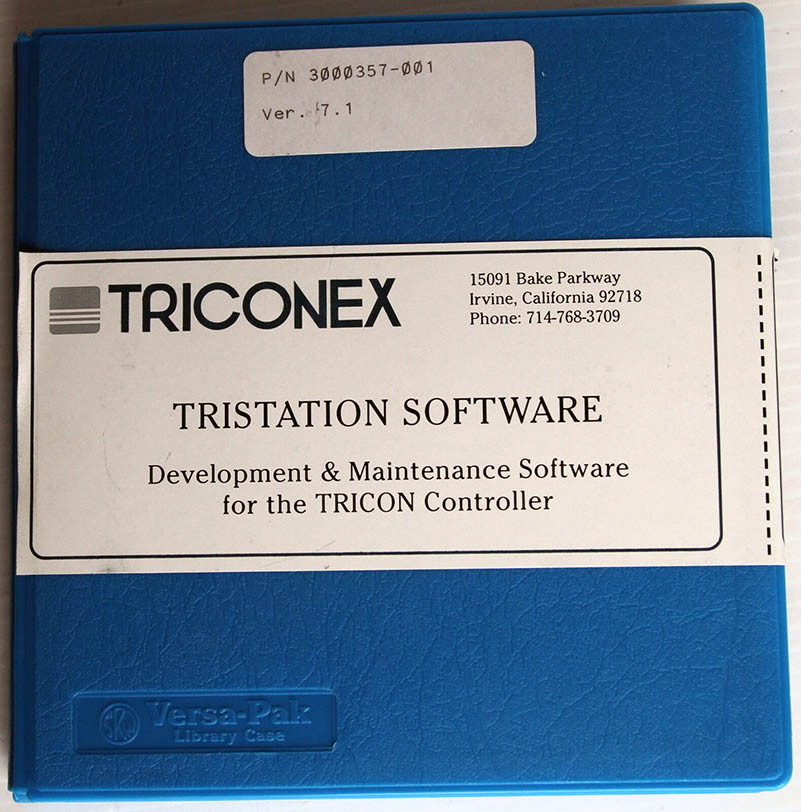 P/N 3000357-001
Ver. 7.1
TRICONEX
15091 Bake Parkway
Irvine, California 92718
Phone: 714-768-3709
TRISTATION SOFTWARE
Development & Maintenance Software
for the TRICON Controller
SKM Versa-Pak
Library Case